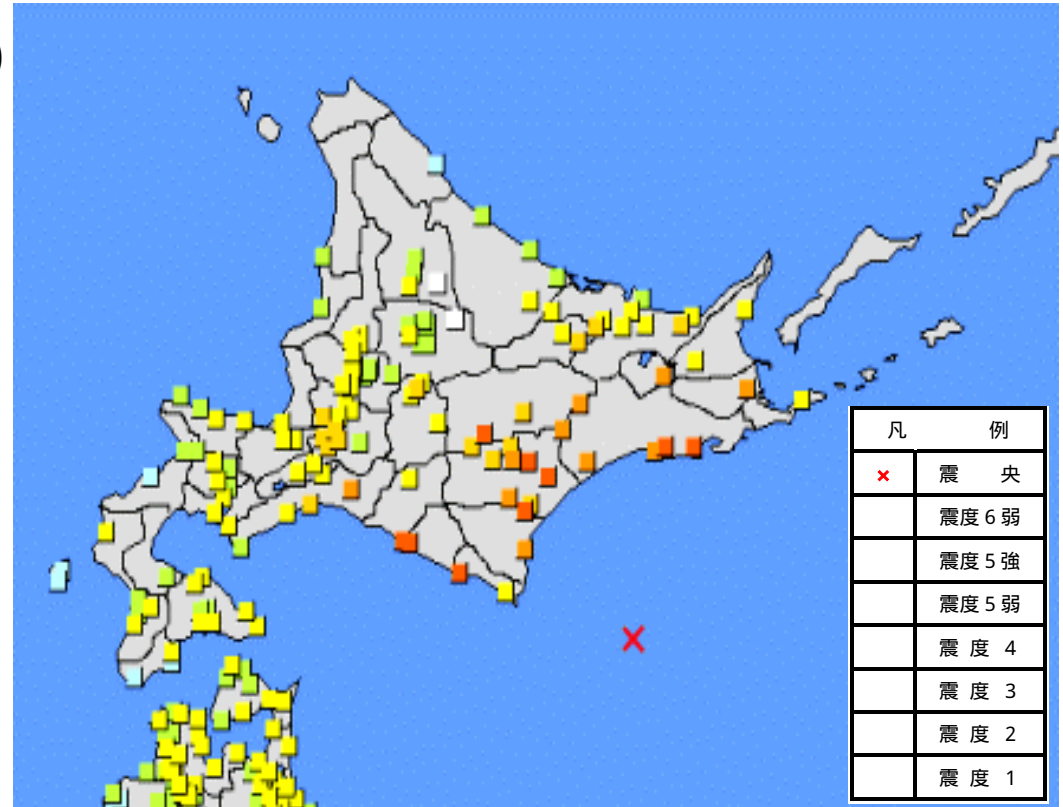 )
凡 例
× 震 央
震度6弱
震度5強
震度5弱
震 度 4
震 度 3
震 度 2
震 度 1